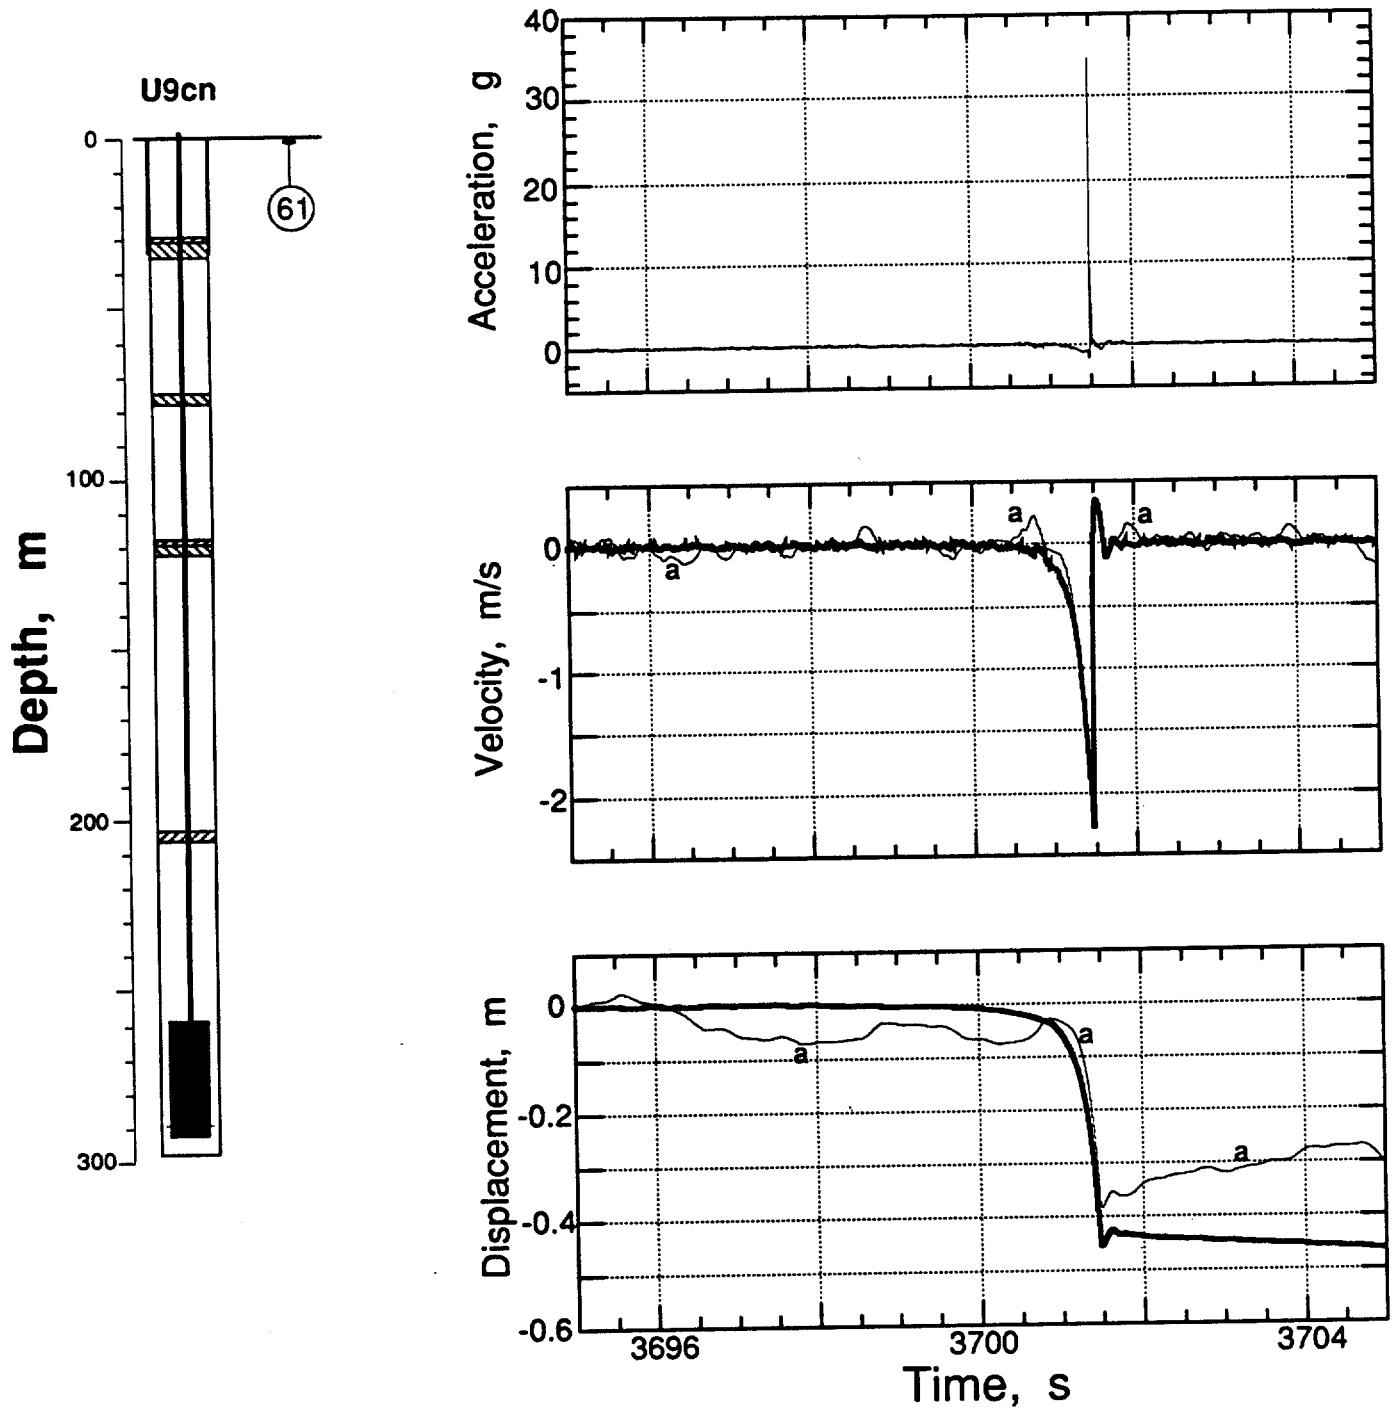 U9cn
0
61
100
200
300
Depth, m
40
30
20
10
0
Acceleration, g
0
-1
-2
Velocity, m/s
a
a
a
0
-0.2
-0.4
-0.6
Displacement, m
a
a
a
3696
3700
3704
Time, s